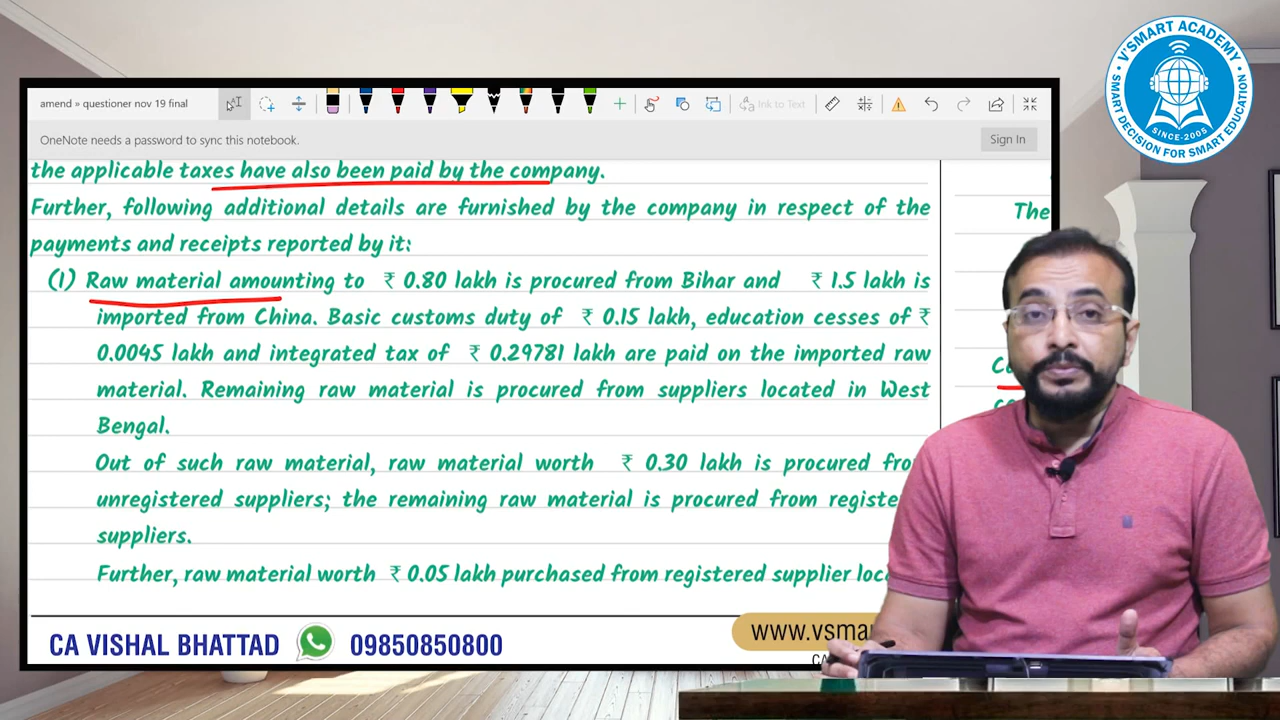 amend » questioner nov 19 final
Ink to Text
OneNote needs a password to sync this notebook.
Sign In
the applicable taxes have also been paid by the company.
Further, following additional details are furnished by the company in respect of the
payments and receipts reported by it:
(1) Raw material amounting to ₹ 0.80 lakh is procured from Bihar and ₹ 1.5 lakh is
imported from China. Basic customs duty of ₹ 0.15 lakh, education cesses of ₹
0.0045 lakh and integrated tax of ₹ 0.29781 lakh are paid on the imported raw
material. Remaining raw material is procured from suppliers located in West
Bengal.
Out of such raw material, raw material worth ₹ 0.30 lakh is procured fro
unregistered suppliers; the remaining raw material is procured from registe
suppliers.
Further, raw material worth ₹ 0.05 lakh purchased from registered supplier loc
The
CA VISHAL BHATTAD 09850850800
www.vsma
CA
V'SMART ACADEMY
SMART DECISION FOR SMART EDUCATION
SINCE-2005